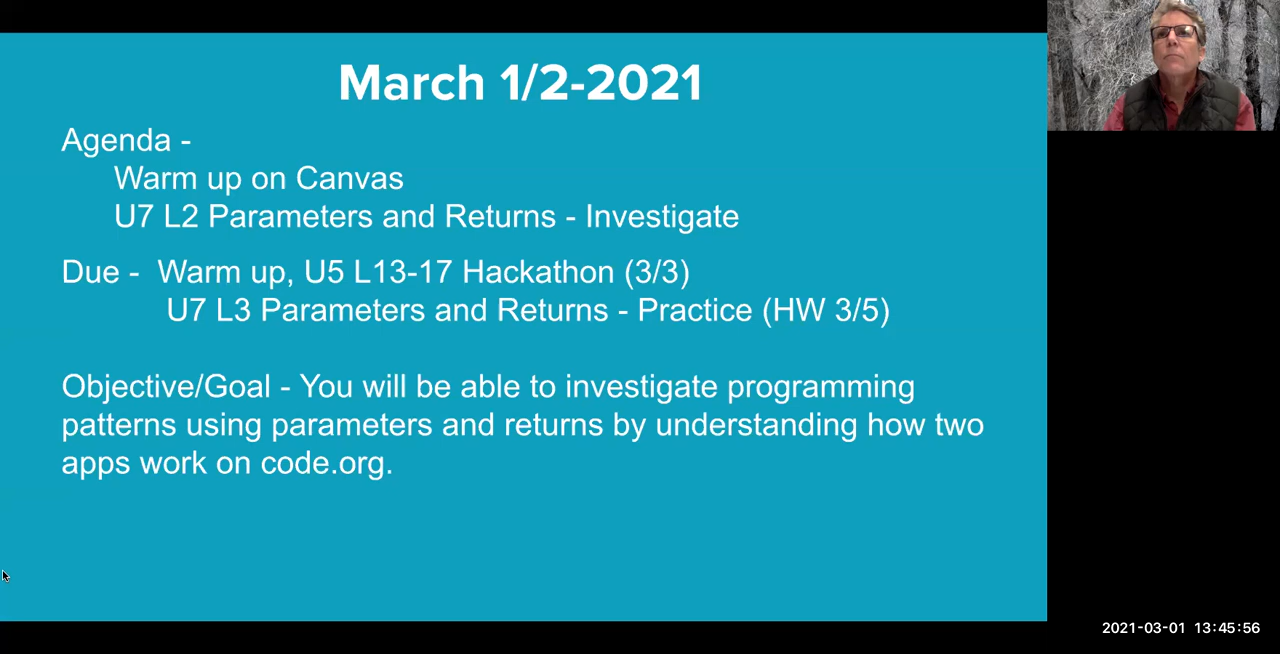 March 1/2-2021
Agenda -
Warm up on Canvas
U7 L2 Parameters and Returns - Investigate
Due - Warm up, U5 L13-17 Hackathon (3/3)
U7 L3 Parameters and Returns - Practice (HW 3/5)
Objective/Goal - You will be able to investigate programming
patterns using parameters and returns by understanding how two
apps work on code.org.
2021-03-01 13:45:56